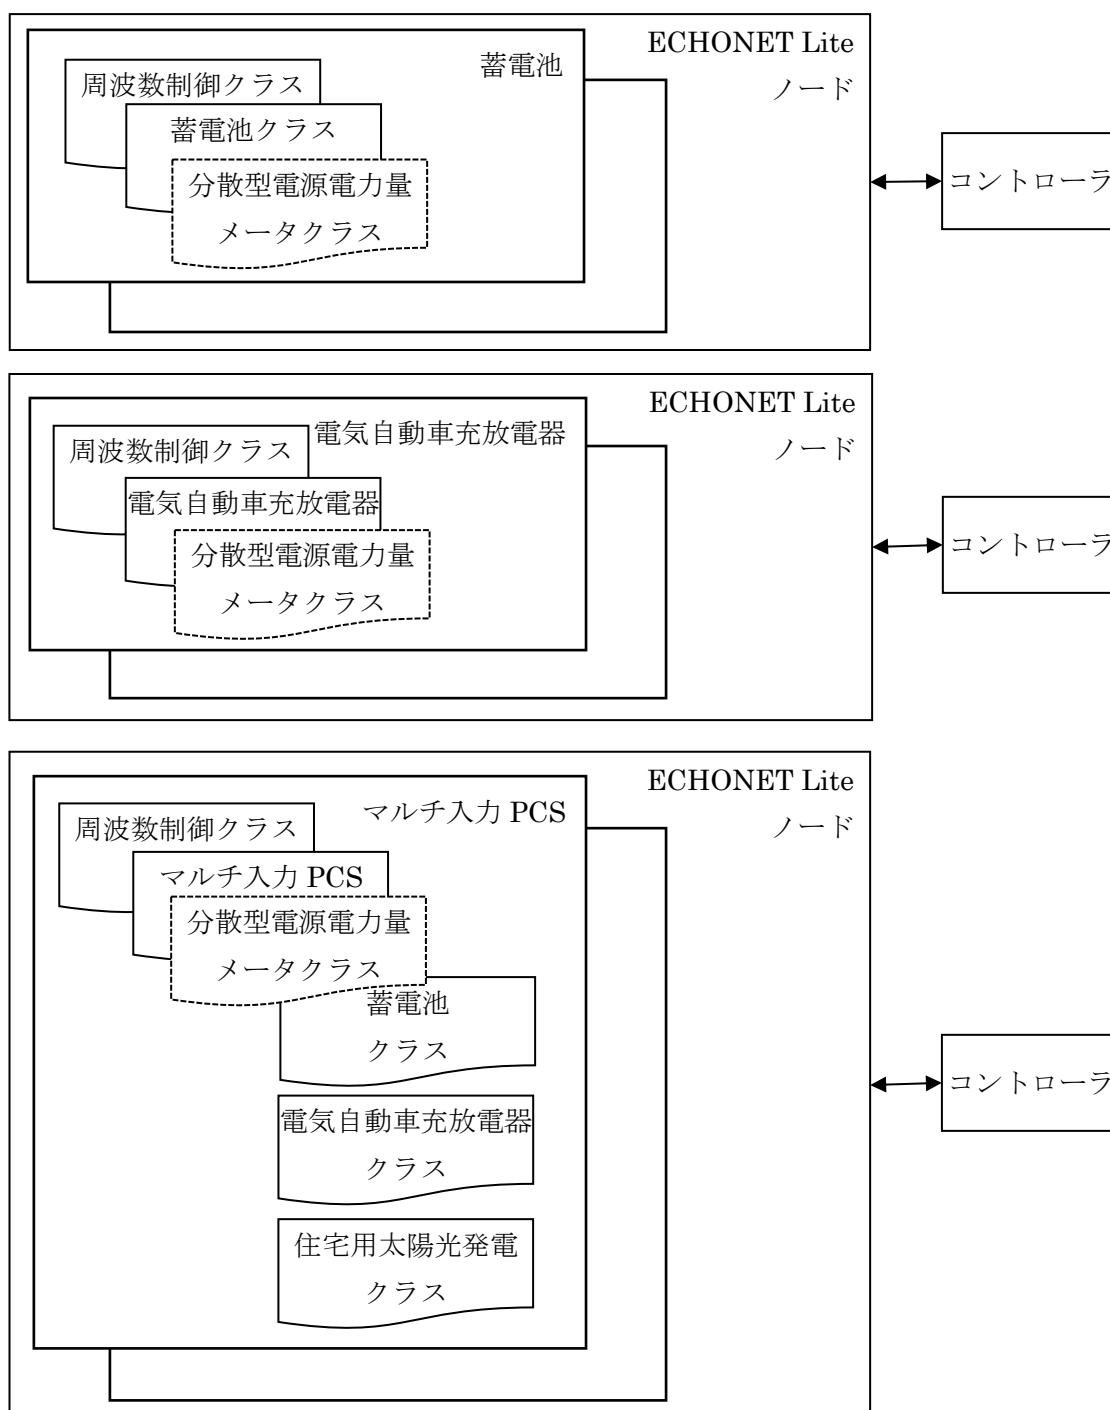 ECHONET Lite
ノード
蓄電池
周波数制御クラス
蓄電池クラス
分散型電源電力量
メータクラス
コントローラ
ECHONET Lite
ノード
電気自動車充放電器
周波数制御クラス
電気自動車充放電器
分散型電源電力量
メータクラス
コントローラ
ECHONET Lite
ノード
マルチ入力 PCS
周波数制御クラス
マルチ入力 PCS
分散型電源電力量
メータクラス
蓄電池
クラス
電気自動車充放電器
クラス
住宅用太陽光発電
クラス
コントローラ